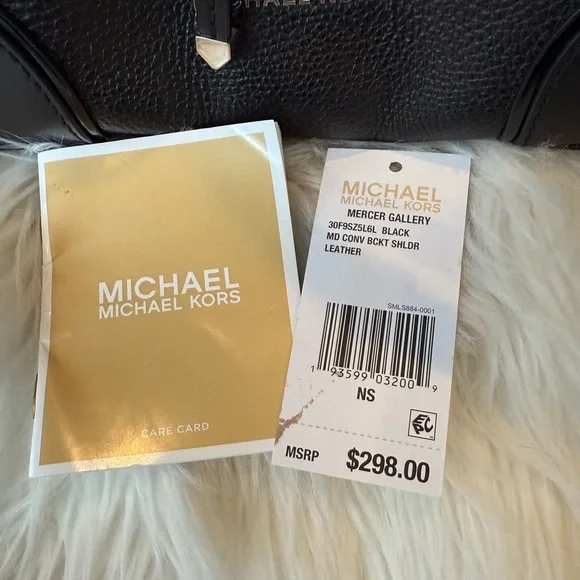 MICHAEL
MICHAEL KORS
CARE CARD
MICHAEL
MICHAEL KORS
MERCER GALLERY
30F9SZ5L6L BLACK
MD CONV BCKT SHLDR
LEATHER
SMLS884-0001
1 93599 03200 9
NS
MSRP $298.00